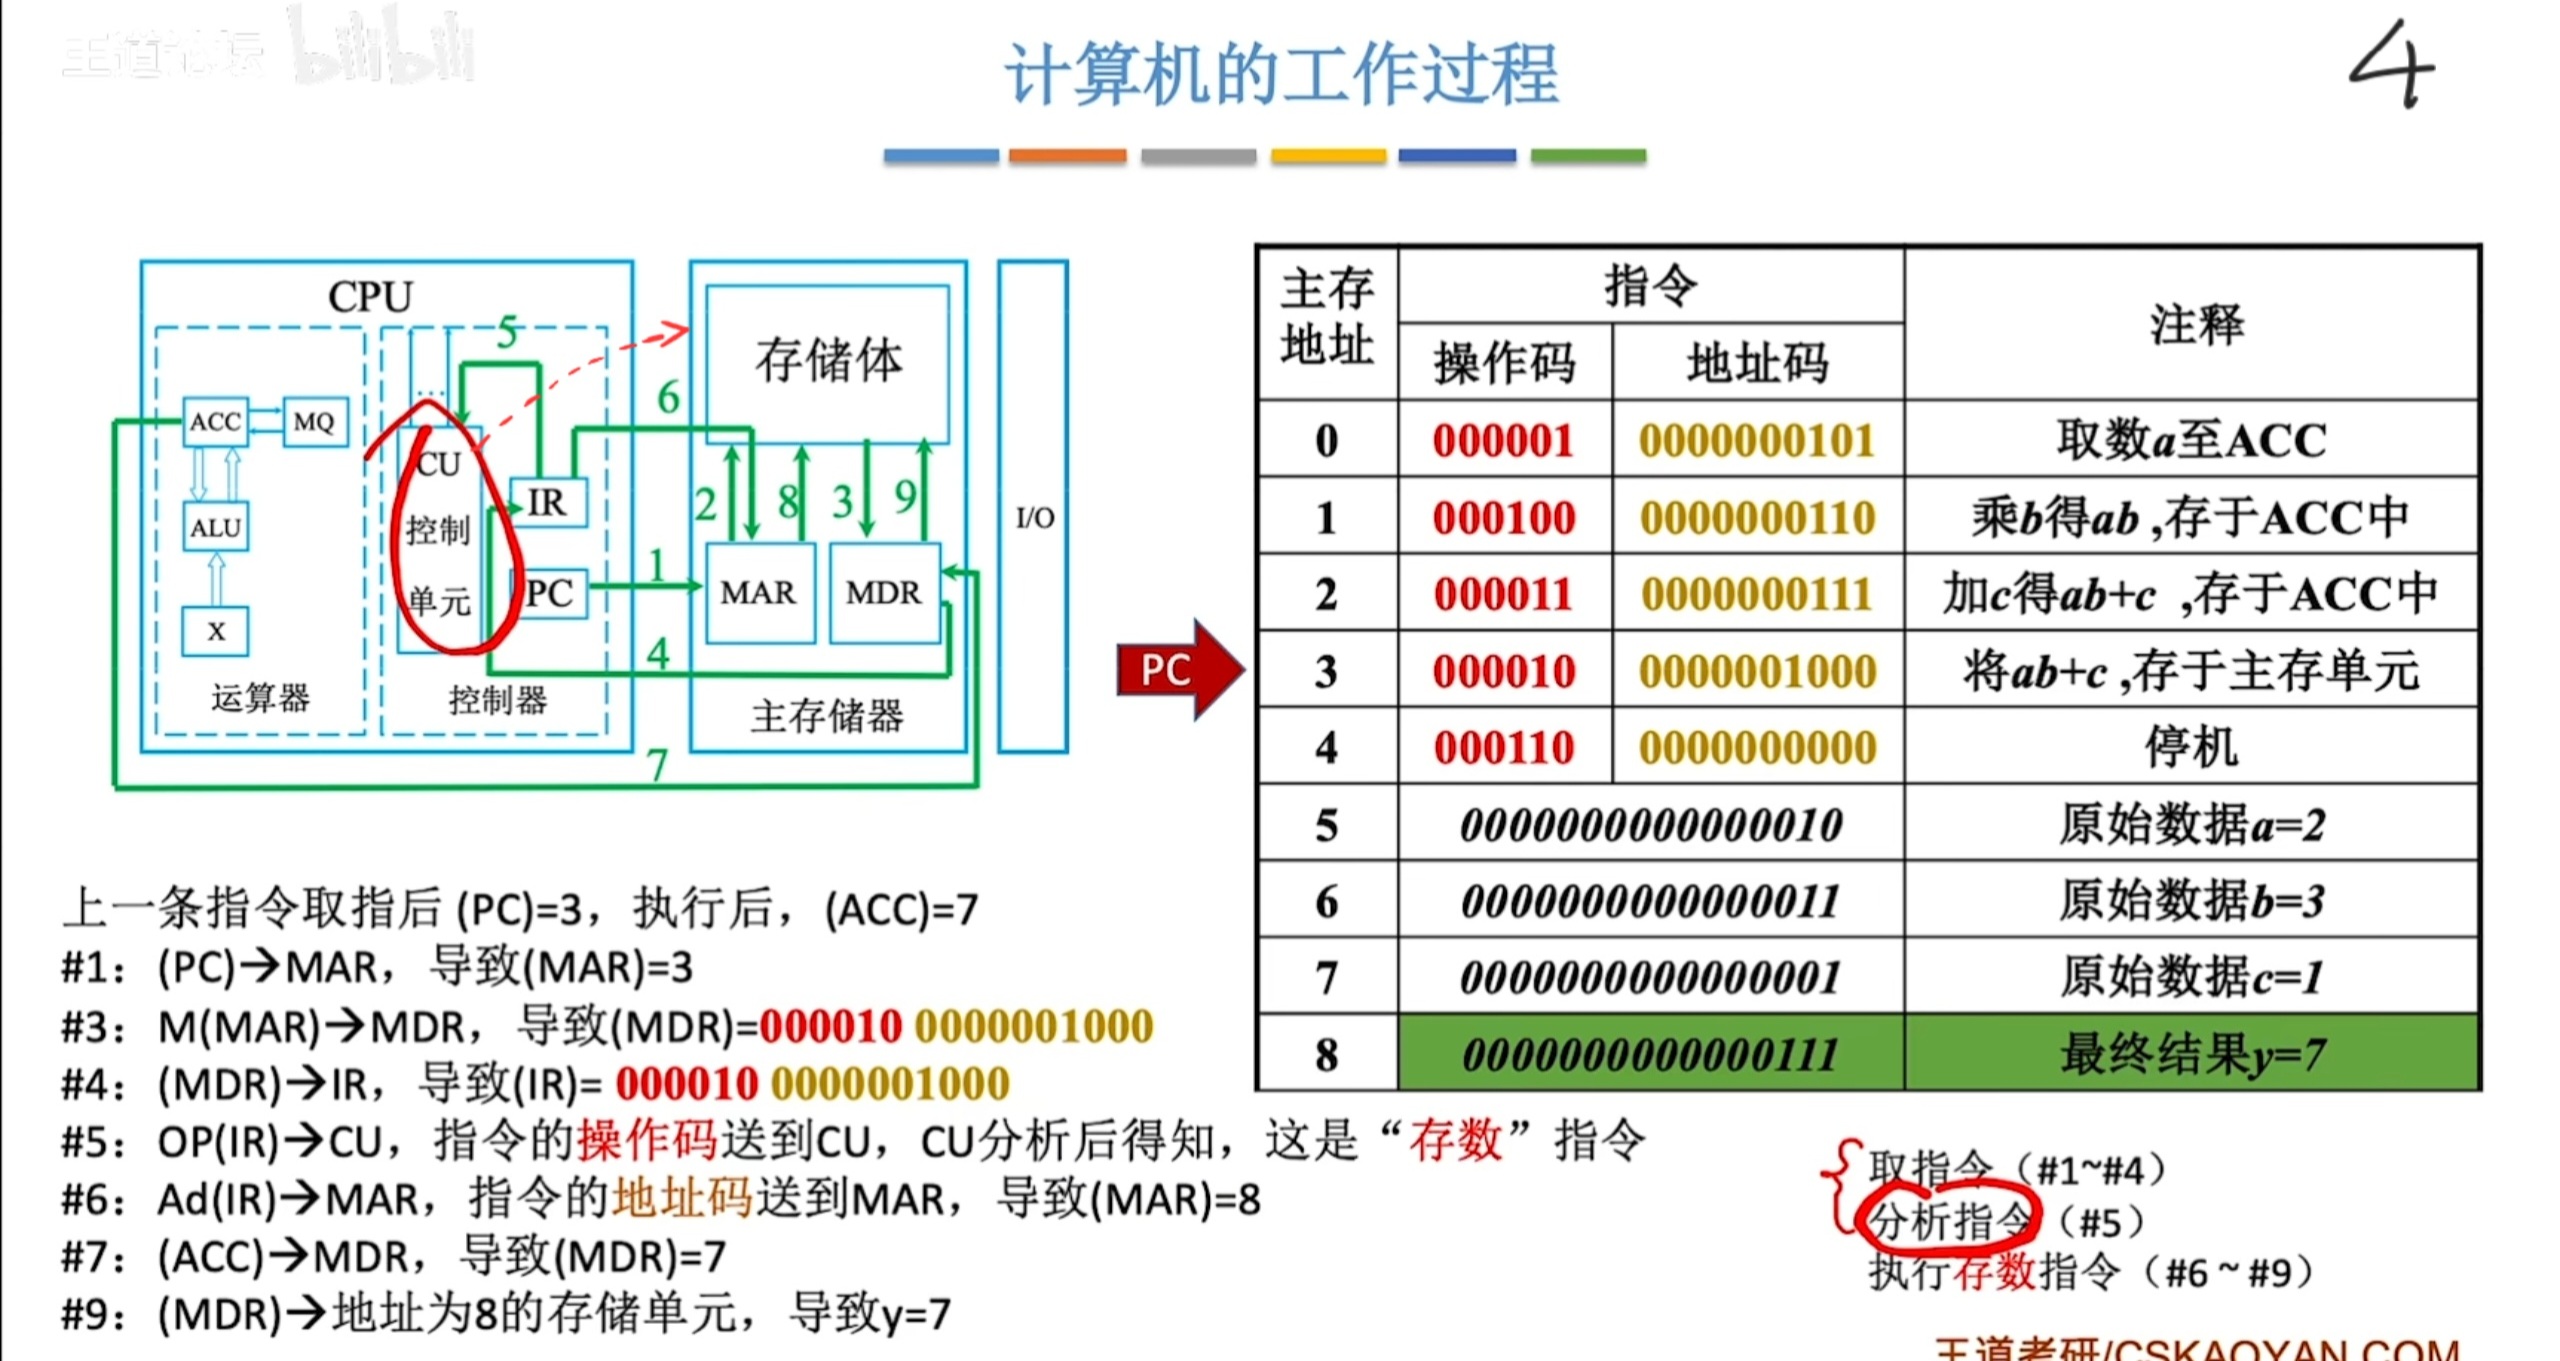 王道论坛 bilibili
计算机的工作过程
4
CPU
5
6
存储体
ACC
MQ
CU
控制
单元
IR
2
8
3
9
I/O
ALU
PC
1
MAR
MDR
X
4
运算器
控制器
主存储器
7
PC
主存地址 指令 注释
操作码 地址码
0 000001 0000000101 取数a至ACC
1 000100 0000000110 乘b得ab ,存于ACC中
2 000011 0000000111 加c得ab+c ,存于ACC中
3 000010 0000001000 将ab+c ,存于主存单元
4 000110 0000000000 停机
5 0000000000000010 原始数据a=2
6 0000000000000011 原始数据b=3
7 0000000000000001 原始数据c=1
8 0000000000000111 最终结果y=7
上一条指令取指后 (PC)=3，执行后，(ACC)=7
#1：(PC)→MAR，导致(MAR)=3
#3：M(MAR)→MDR，导致(MDR)=000010 0000001000
#4：(MDR)→IR，导致(IR)= 000010 0000001000
#5：OP(IR)→CU，指令的操作码送到CU，CU分析后得知，这是“存数”指令
#6：Ad(IR)→MAR，指令的地址码送到MAR，导致(MAR)=8
#7：(ACC)→MDR，导致(MDR)=7
#9：(MDR)→地址为8的存储单元，导致y=7
取指令（#1~#4）
分析指令（#5）
执行存数指令（#6~#9）
王道考研/CSKAOYAN.COM